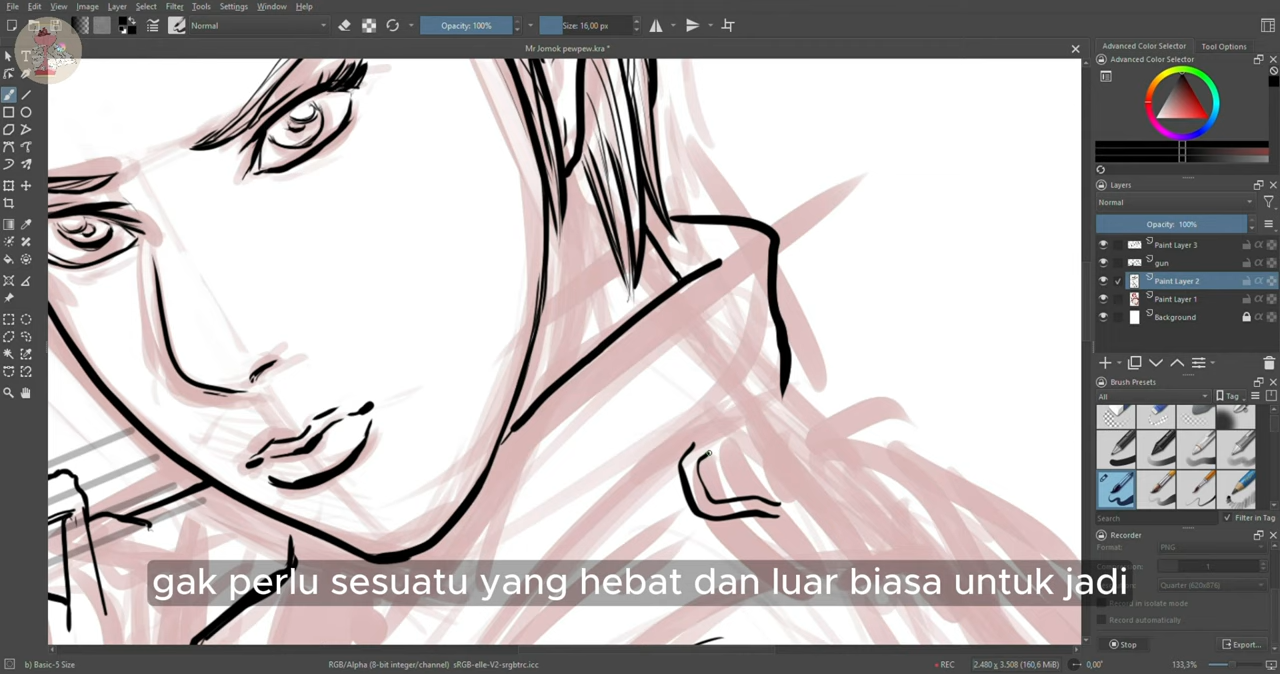 File Edit View Image Layer Select Filter Tools Settings Window Help
Normal
Opacity: 100%
Size: 16,00 px
Mr Jomok pewpew.kra *
Advanced Color Selector Tool Options
Advanced Color Selector
Layers
Normal
Opacity: 100%
Paint Layer 3
gun
Paint Layer 2
Paint Layer 1
Background
Brush Presets
All
Tag
Search
Filter in Tag
Recorder
Format: PNG
1
Quarter (620x876)
Record in isolate mode
Record automatically
Stop
Export...
gak perlu sesuatu yang hebat dan luar biasa untuk jadi
b) Basic-5 Size
RGB/Alpha (8-bit integer/channel) sRGB-elle-V2-srgbtrc.icc
REC
2.480 x 3.508 (160,6 MiB)
0,00°
133,3%